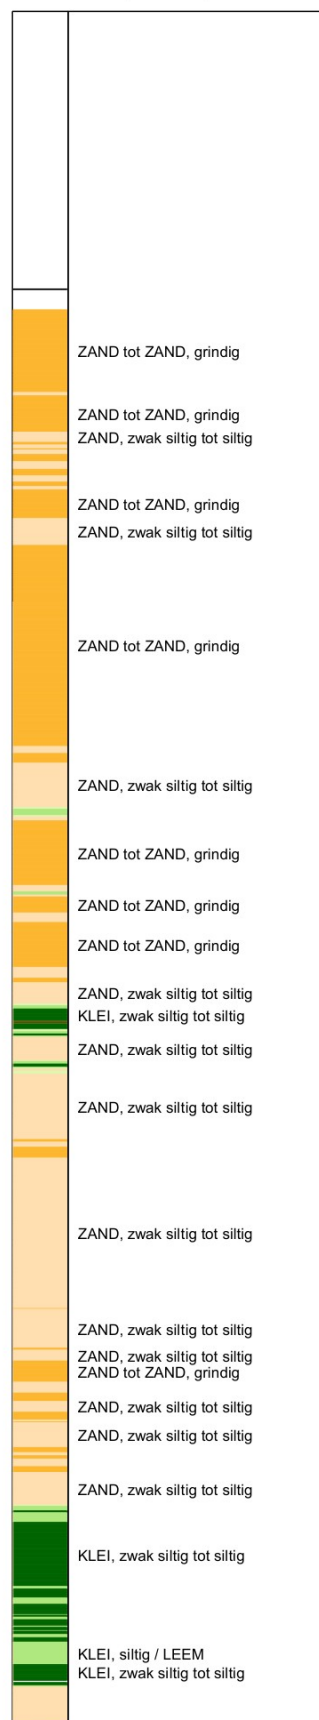 ZAND tot ZAND, grindig
ZAND tot ZAND, grindig
ZAND, zwak siltig tot siltig
ZAND tot ZAND, grindig
ZAND, zwak siltig tot siltig
ZAND tot ZAND, grindig
ZAND, zwak siltig tot siltig
ZAND tot ZAND, grindig
ZAND tot ZAND, grindig
ZAND tot ZAND, grindig
ZAND, zwak siltig tot siltig
KLEI, zwak siltig tot siltig
ZAND, zwak siltig tot siltig
ZAND, zwak siltig tot siltig
ZAND, zwak siltig tot siltig
ZAND, zwak siltig tot siltig
ZAND, zwak siltig tot siltig
ZAND tot ZAND, grindig
ZAND, zwak siltig tot siltig
ZAND, zwak siltig tot siltig
ZAND, zwak siltig tot siltig
KLEI, zwak siltig tot siltig
KLEI, siltig / LEEM
KLEI, zwak siltig tot siltig